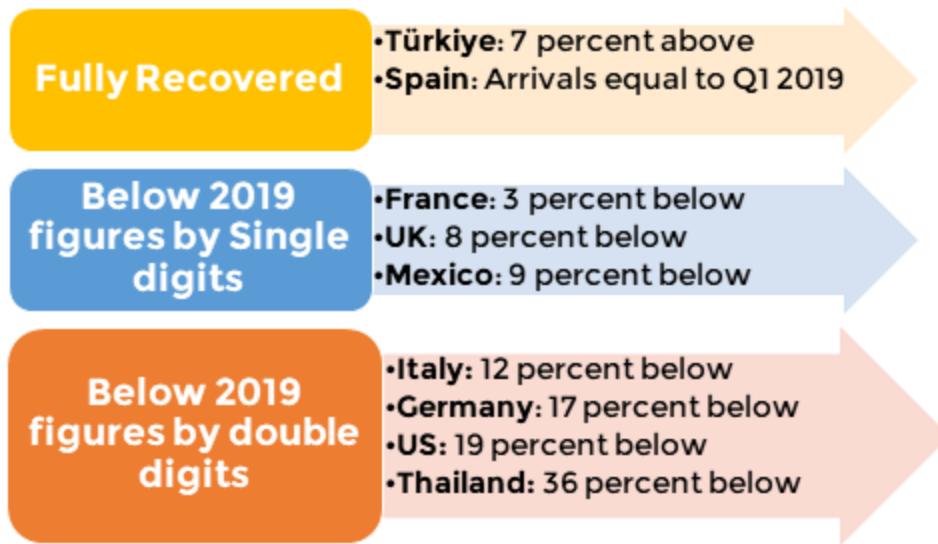 Fully Recovered
•Türkiye: 7 percent above
•Spain: Arrivals equal to Q1 2019
Below 2019
figures by Single
digits
•France: 3 percent below
•UK: 8 percent below
•Mexico: 9 percent below
Below 2019
figures by double
digits
•Italy: 12 percent below
•Germany: 17 percent below
•US: 19 percent below
•Thailand: 36 percent below